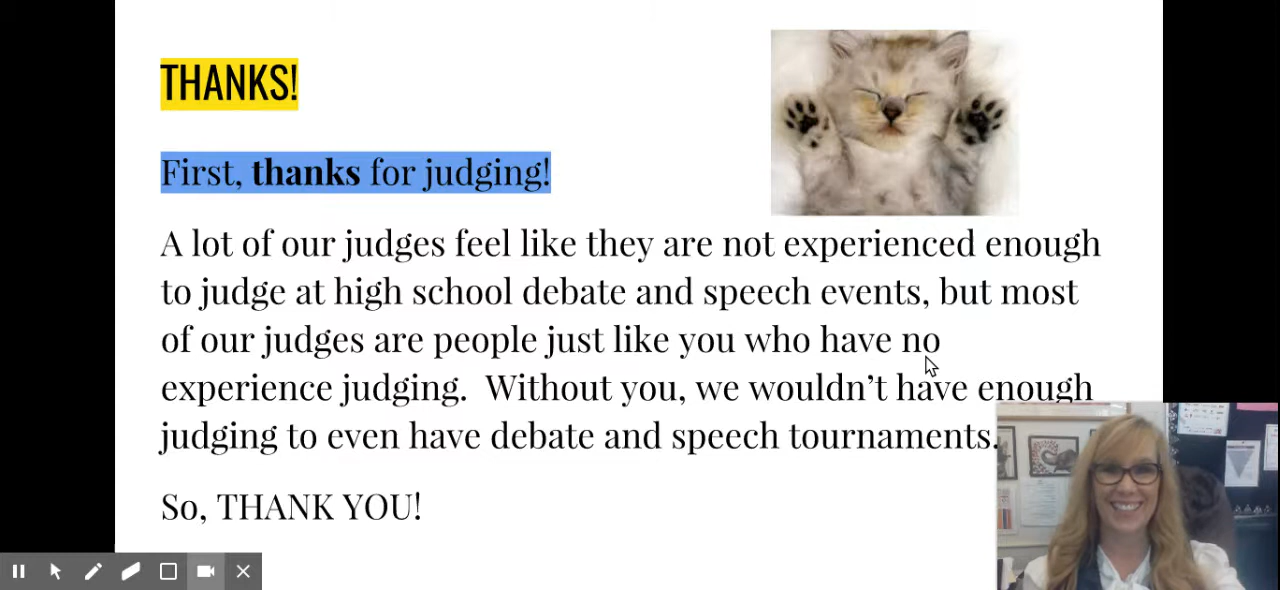 THANKS!
First, thanks for judging!
A lot of our judges feel like they are not experienced enough
to judge at high school debate and speech events, but most
of our judges are people just like you who have no
experience judging.  Without you, we wouldn’t have enough
judging to even have debate and speech tournaments.
So, THANK YOU!